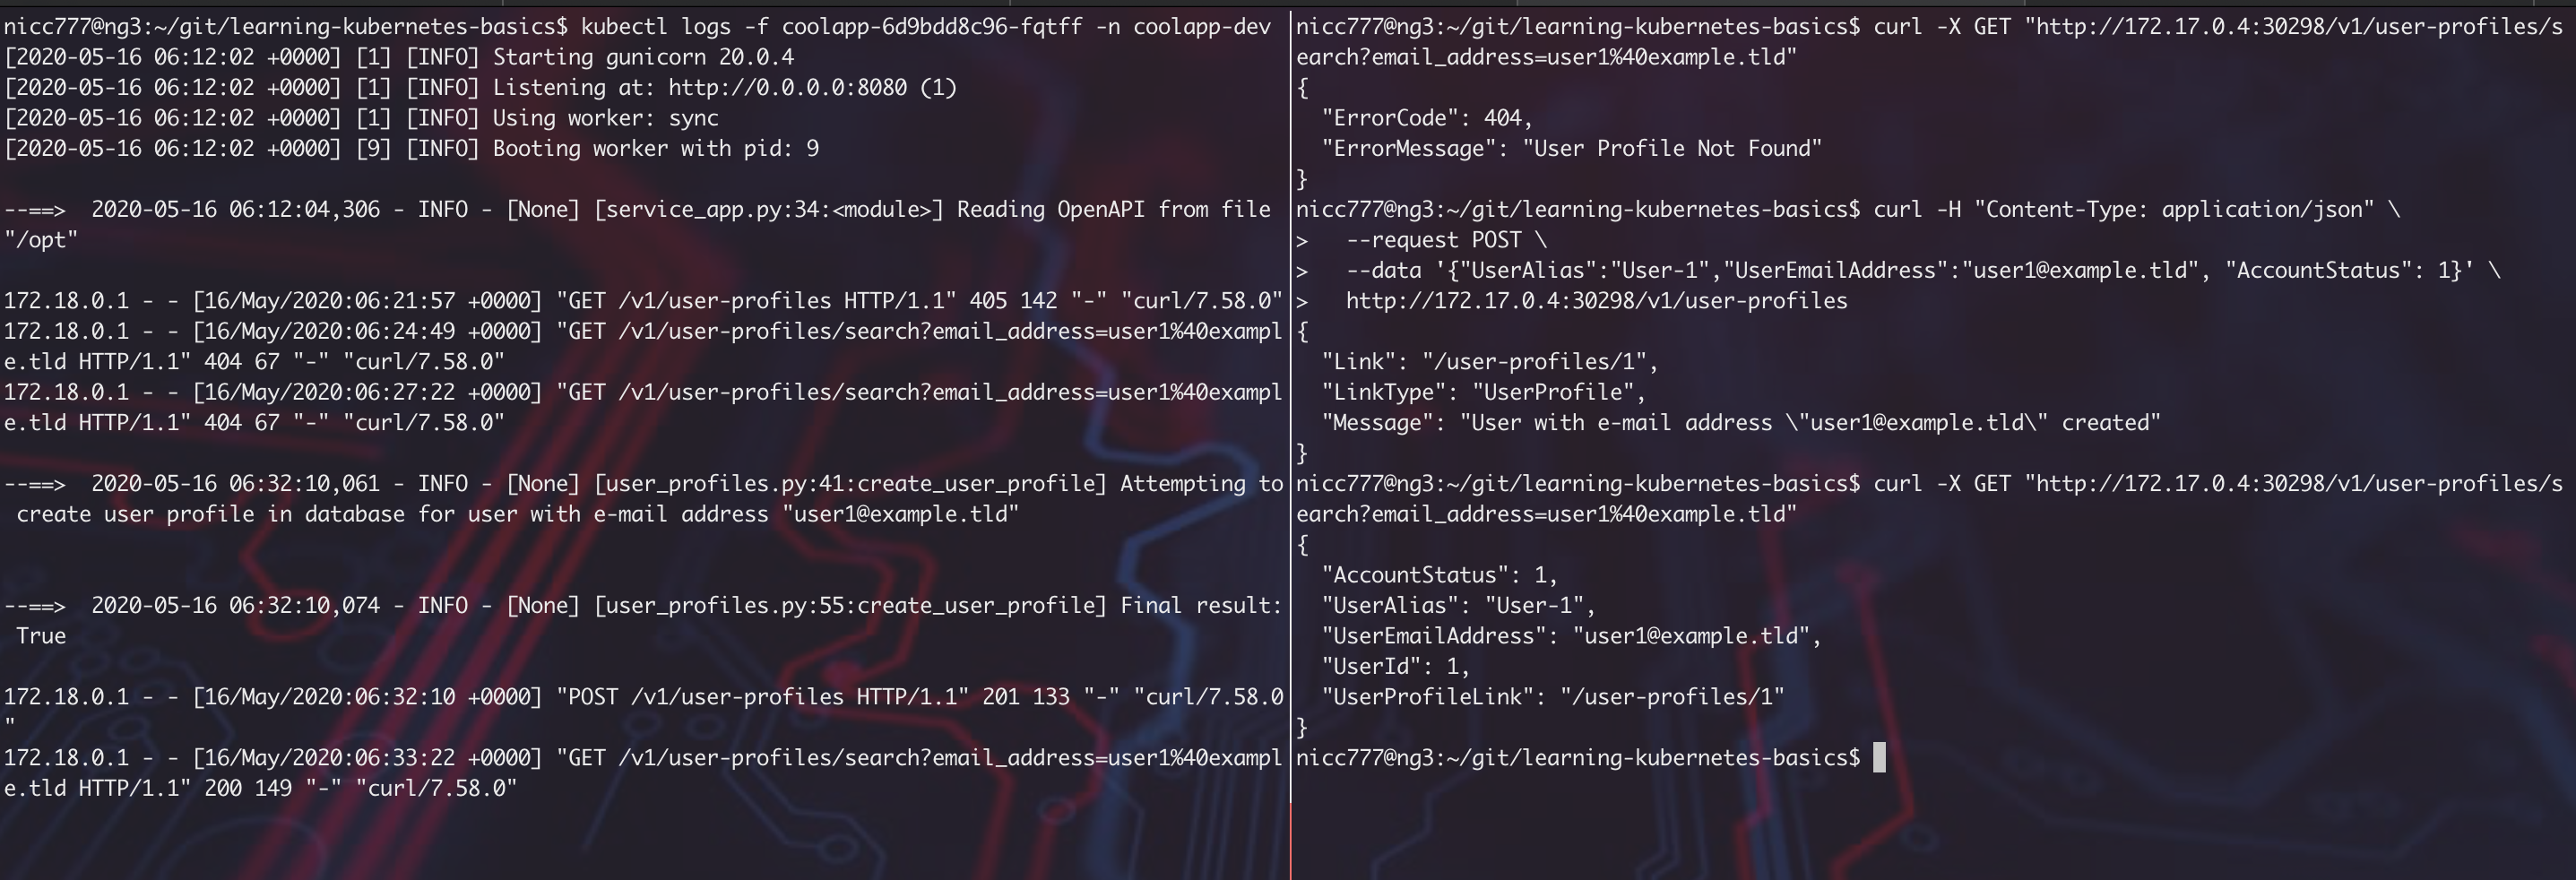 nicc777@ng3:~/git/learning-kubernetes-basics$ kubectl logs -f coolapp-6d9bdd8c96-fqtff -n coolapp-dev
[2020-05-16 06:12:02 +0000] [1] [INFO] Starting gunicorn 20.0.4
[2020-05-16 06:12:02 +0000] [1] [INFO] Listening at: http://0.0.0.0:8080 (1)
[2020-05-16 06:12:02 +0000] [1] [INFO] Using worker: sync
[2020-05-16 06:12:02 +0000] [9] [INFO] Booting worker with pid: 9
--==>  2020-05-16 06:12:04,306 - INFO - [None] [service_app.py:34:<module>] Reading OpenAPI from file
"/opt"
172.18.0.1 - - [16/May/2020:06:21:57 +0000] "GET /v1/user-profiles HTTP/1.1" 405 142 "-" "curl/7.58.0"
172.18.0.1 - - [16/May/2020:06:24:49 +0000] "GET /v1/user-profiles/search?email_address=user1%40exampl
e.tld HTTP/1.1" 404 67 "-" "curl/7.58.0"
172.18.0.1 - - [16/May/2020:06:27:22 +0000] "GET /v1/user-profiles/search?email_address=user1%40exampl
e.tld HTTP/1.1" 404 67 "-" "curl/7.58.0"
--==>  2020-05-16 06:32:10,061 - INFO - [None] [user_profiles.py:41:create_user_profile] Attempting to
 create user profile in database for user with e-mail address "user1@example.tld"
--==>  2020-05-16 06:32:10,074 - INFO - [None] [user_profiles.py:55:create_user_profile] Final result:
 True
172.18.0.1 - - [16/May/2020:06:32:10 +0000] "POST /v1/user-profiles HTTP/1.1" 201 133 "-" "curl/7.58.0
"
172.18.0.1 - - [16/May/2020:06:33:22 +0000] "GET /v1/user-profiles/search?email_address=user1%40exampl
e.tld HTTP/1.1" 200 149 "-" "curl/7.58.0"
nicc777@ng3:~/git/learning-kubernetes-basics$ curl -X GET "http://172.17.0.4:30298/v1/user-profiles/s
earch?email_address=user1%40example.tld"
{
  "ErrorCode": 404,
  "ErrorMessage": "User Profile Not Found"
}
nicc777@ng3:~/git/learning-kubernetes-basics$ curl -H "Content-Type: application/json" \
>   --request POST \
>   --data '{"UserAlias":"User-1","UserEmailAddress":"user1@example.tld", "AccountStatus": 1}' \
>   http://172.17.0.4:30298/v1/user-profiles
{
  "Link": "/user-profiles/1",
  "LinkType": "UserProfile",
  "Message": "User with e-mail address \"user1@example.tld\" created"
}
nicc777@ng3:~/git/learning-kubernetes-basics$ curl -X GET "http://172.17.0.4:30298/v1/user-profiles/s
earch?email_address=user1%40example.tld"
{
  "AccountStatus": 1,
  "UserAlias": "User-1",
  "UserEmailAddress": "user1@example.tld",
  "UserId": 1,
  "UserProfileLink": "/user-profiles/1"
}
nicc777@ng3:~/git/learning-kubernetes-basics$